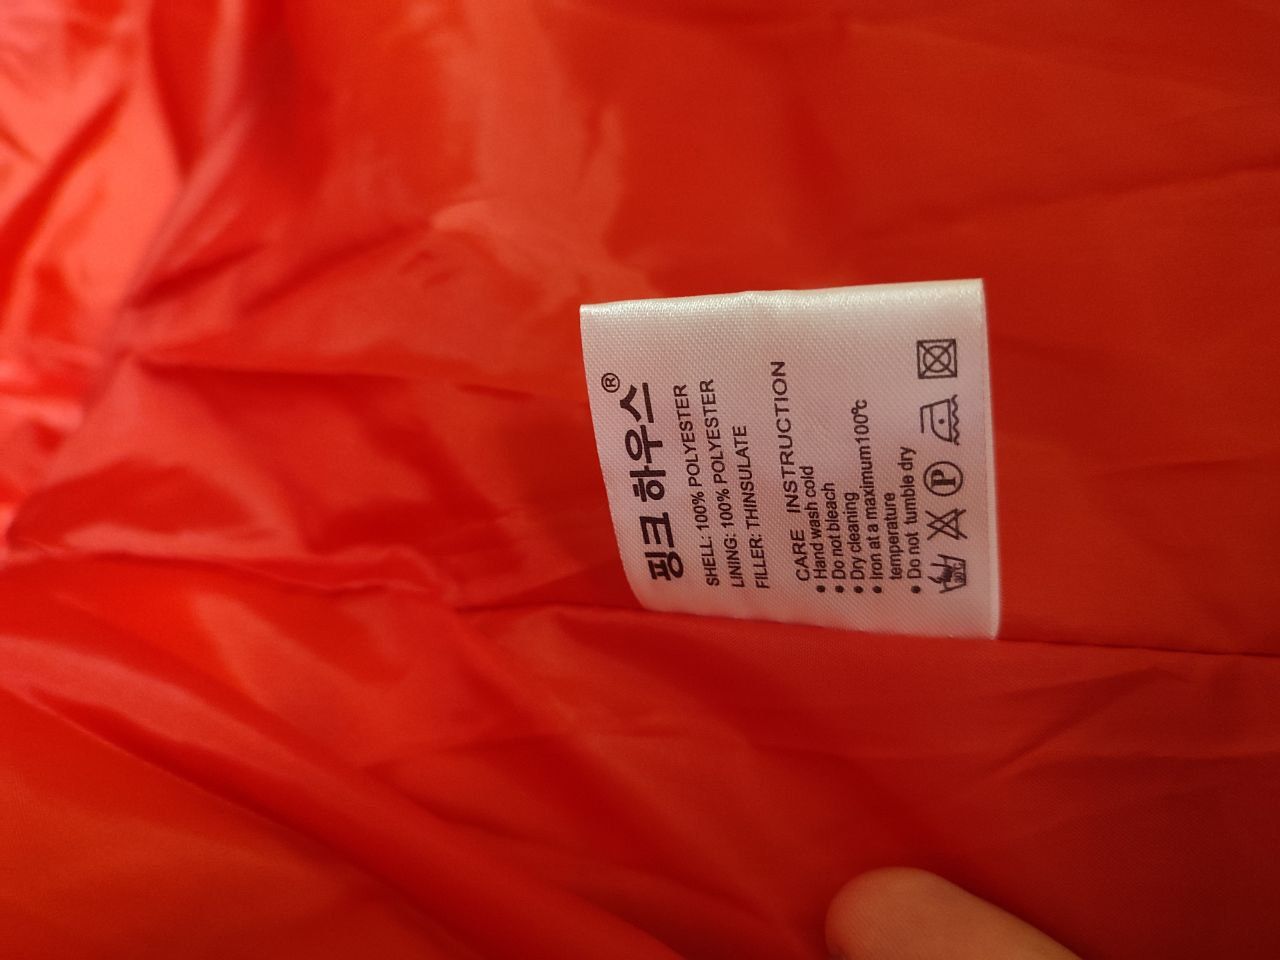 핑크 하우스®
SHELL: 100% POLYESTER
LINING: 100% POLYESTER
FILLER: THINSULATE
CARE INSTRUCTION
• Hand wash cold
• Do not bleach
• Dry cleaning
• Iron at a maximum100℃
temperature
• Do not tumble dry
P